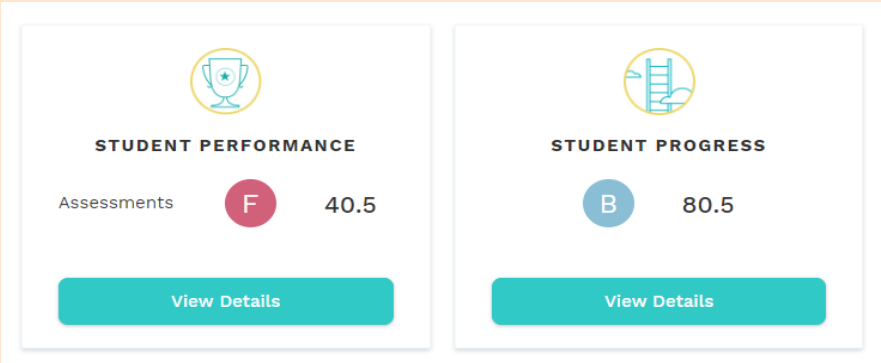 STUDENT PERFORMANCE
Assessments F 40.5
View Details
STUDENT PROGRESS
B 80.5
View Details